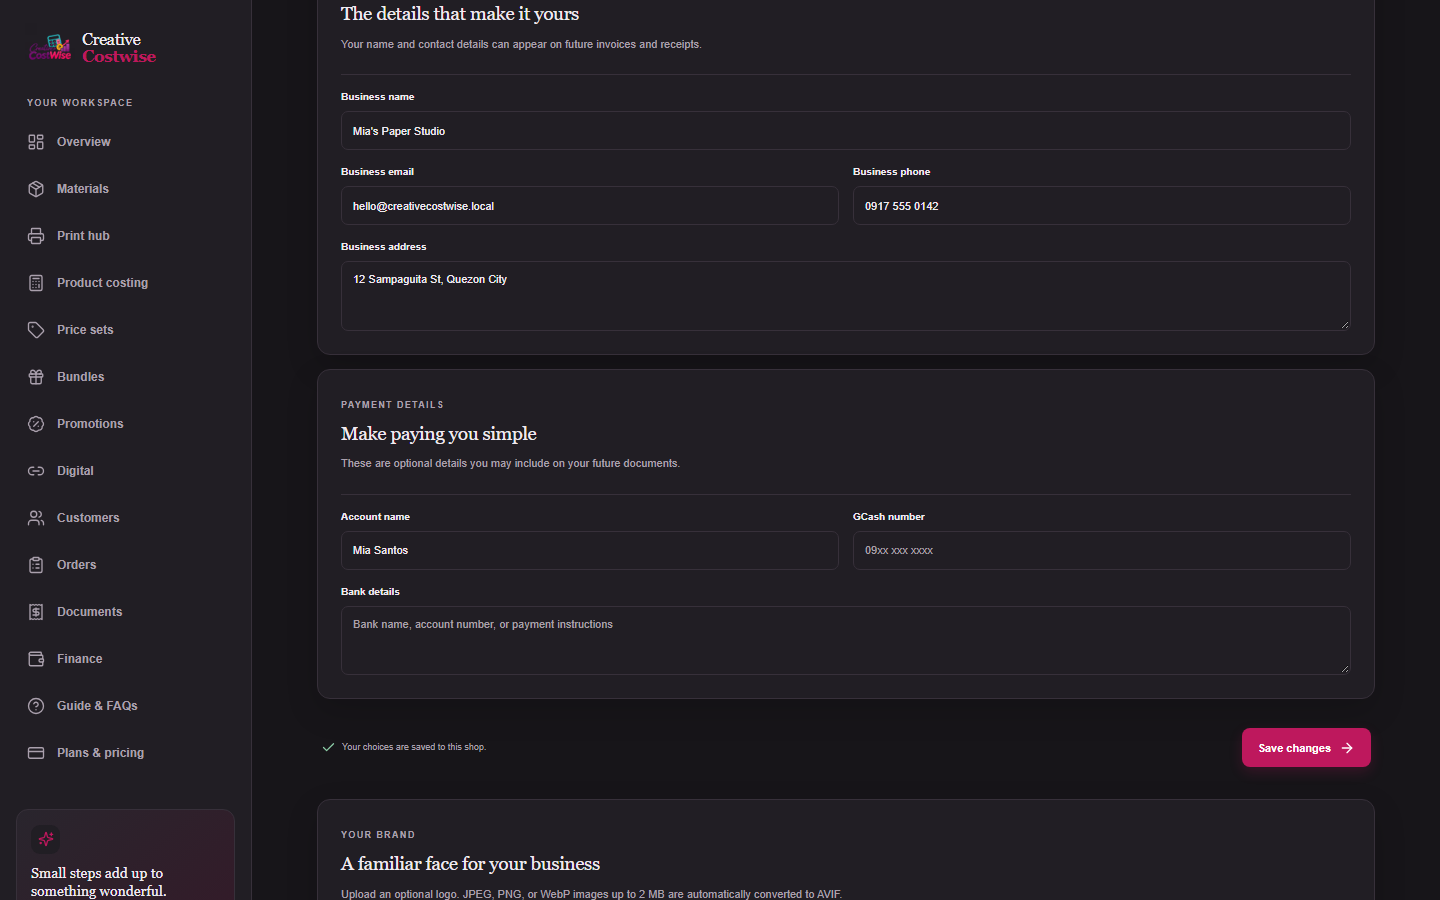 Creative
Costwise
CostWise
YOUR WORKSPACE
Overview
Materials
Print hub
Product costing
Price sets
Bundles
Promotions
Digital
Customers
Orders
Documents
Finance
Guide & FAQs
Plans & pricing
Small steps add up to
something wonderful.
The details that make it yours
Your name and contact details can appear on future invoices and receipts.
Business name
Mia's Paper Studio
Business email
Business phone
hello@creativecostwise.local
0917 555 0142
Business address
12 Sampaguita St, Quezon City
PAYMENT DETAILS
Make paying you simple
These are optional details you may include on your future documents.
Account name
GCash number
Mia Santos
09xx xxx xxxx
Bank details
Bank name, account number, or payment instructions
Your choices are saved to this shop.
Save changes
YOUR BRAND
A familiar face for your business
Upload an optional logo. JPEG, PNG, or WebP images up to 2 MB are automatically converted to AVIF.